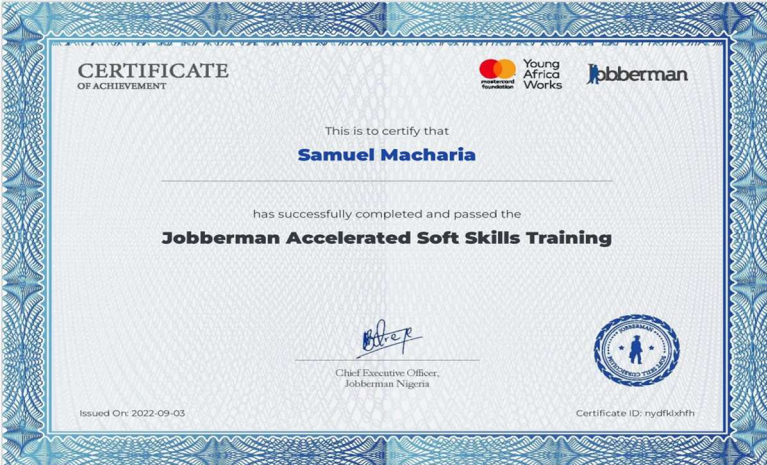 CERTIFICATE
OF ACHIEVEMENT
mastercard
foundation
Young
Africa
Works
Jobberman
This is to certify that
Samuel Macharia
has successfully completed and passed the
Jobberman Accelerated Soft Skills Training
Chief Executive Officer,
Jobberman Nigeria
JOBBERMAN
Issued On: 2022-09-03
Certificate ID: nydfklxhfh